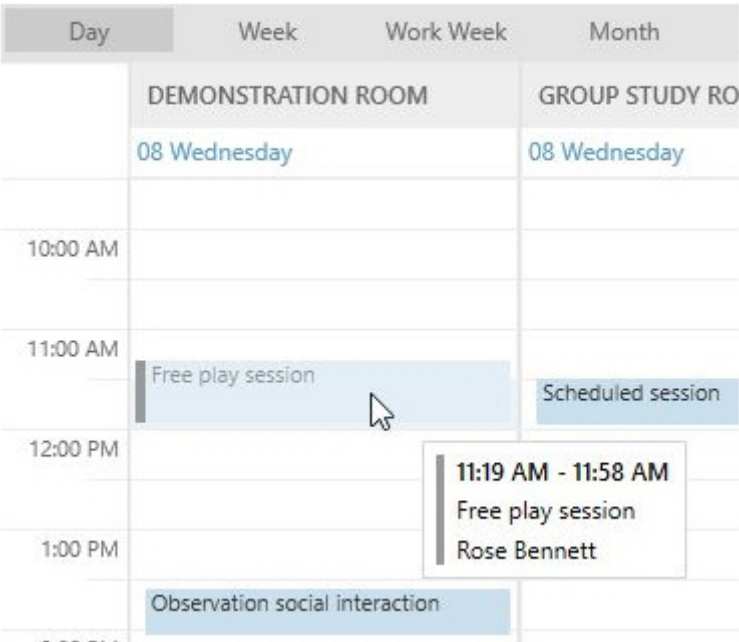 Day Week Work Week Month
DEMONSTRATION ROOM GROUP STUDY RO
08 Wednesday 08 Wednesday
10:00 AM
11:00 AM
Free play session
Scheduled session
12:00 PM
11:19 AM - 11:58 AM
Free play session
Rose Bennett
1:00 PM
Observation social interaction